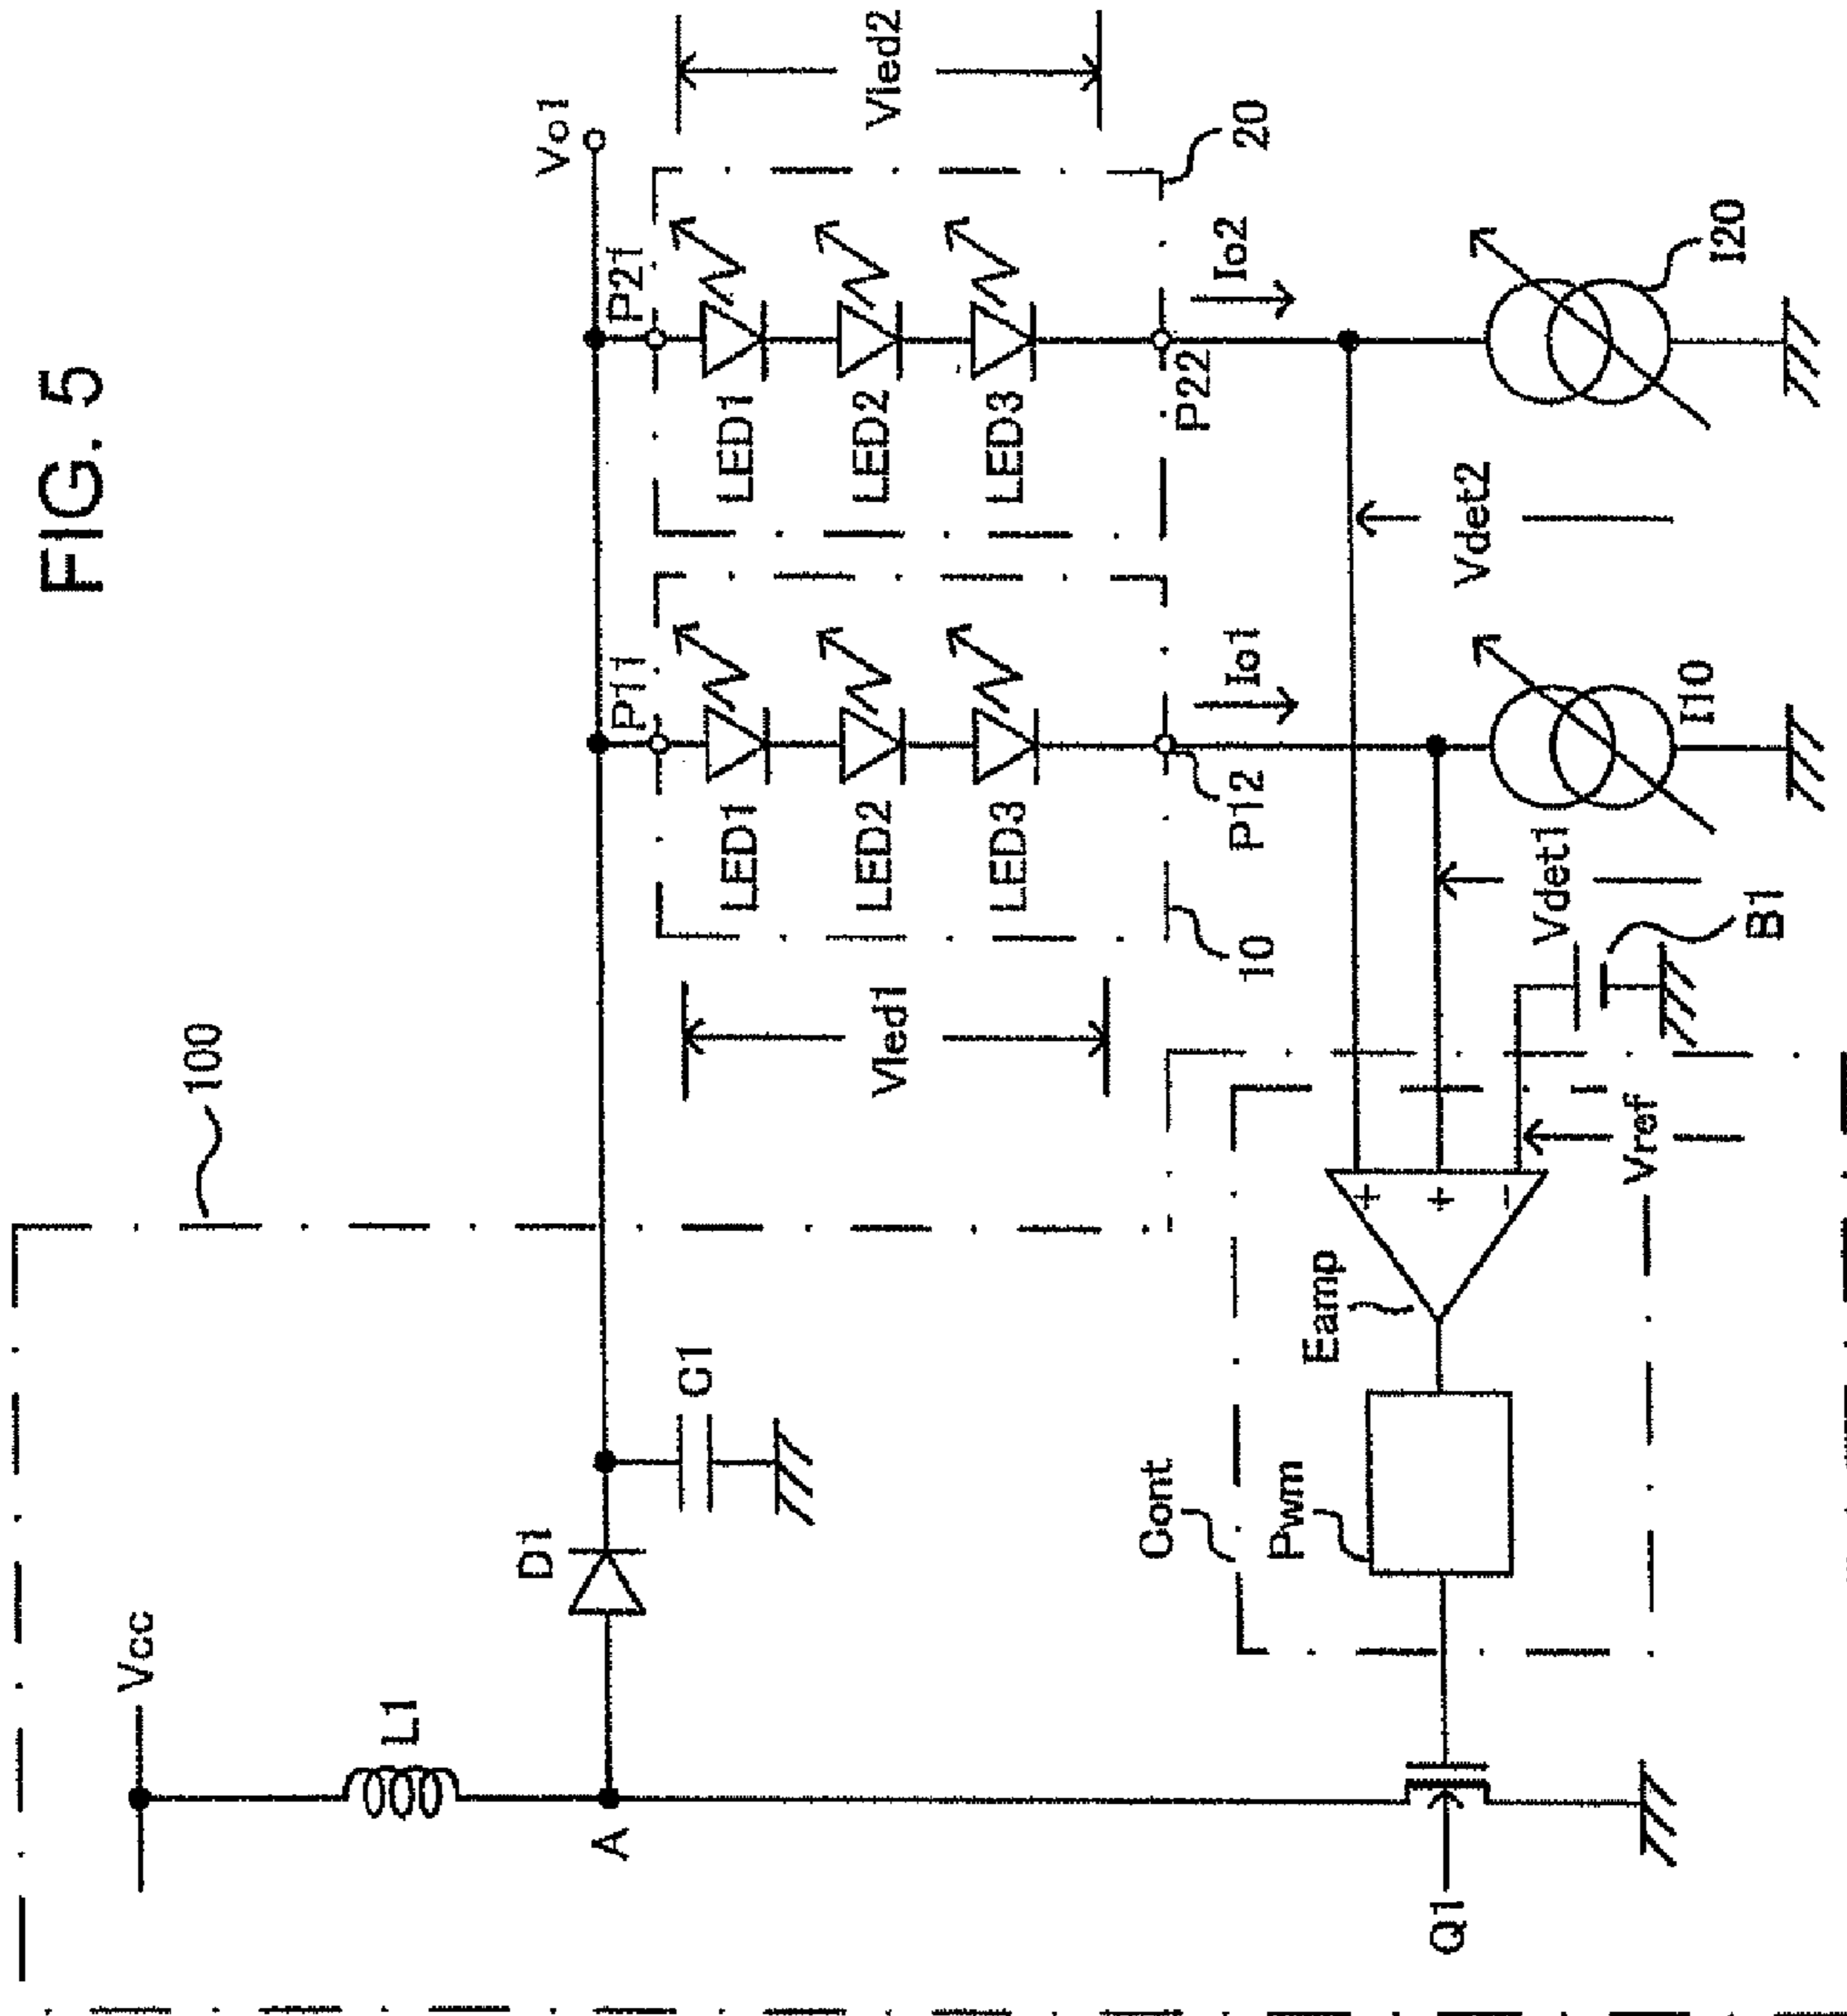 FIG. 5
100
Vcc
L1
A
D1
C1
Vo1
P11
P21
LED1
LED2
LED3
LED1
LED2
LED3
Vled1
Vled2
10
20
P12
P22
Io1
Io2
Vdet1
Vdet2
I10
I20
B1
Vref
Eamp
+
+
−
Cont
Pwm
Q1